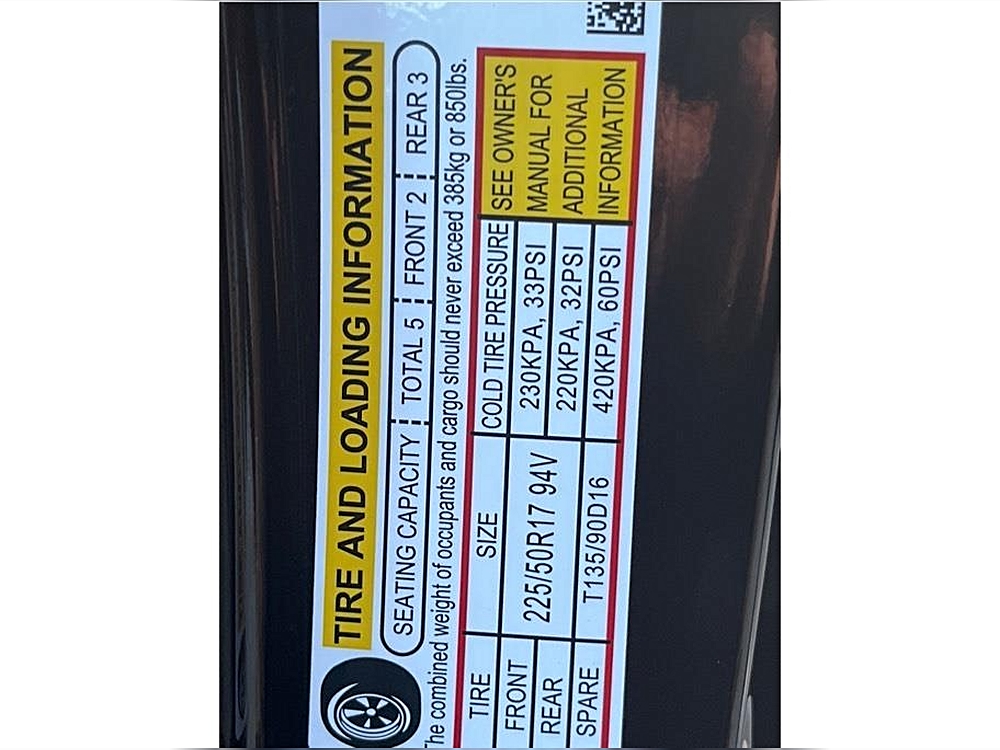 TIRE AND LOADING INFORMATION
SEATING CAPACITY TOTAL 5 FRONT 2 REAR 3
The combined weight of occupants and cargo should never exceed 385kg or 850lbs.
TIRE SIZE COLD TIRE PRESSURE
FRONT 225/50R17 94V 230KPA, 33PSI
REAR 220KPA, 32PSI
SPARE T135/90D16 420KPA, 60PSI
SEE OWNER'S
MANUAL FOR
ADDITIONAL
INFORMATION